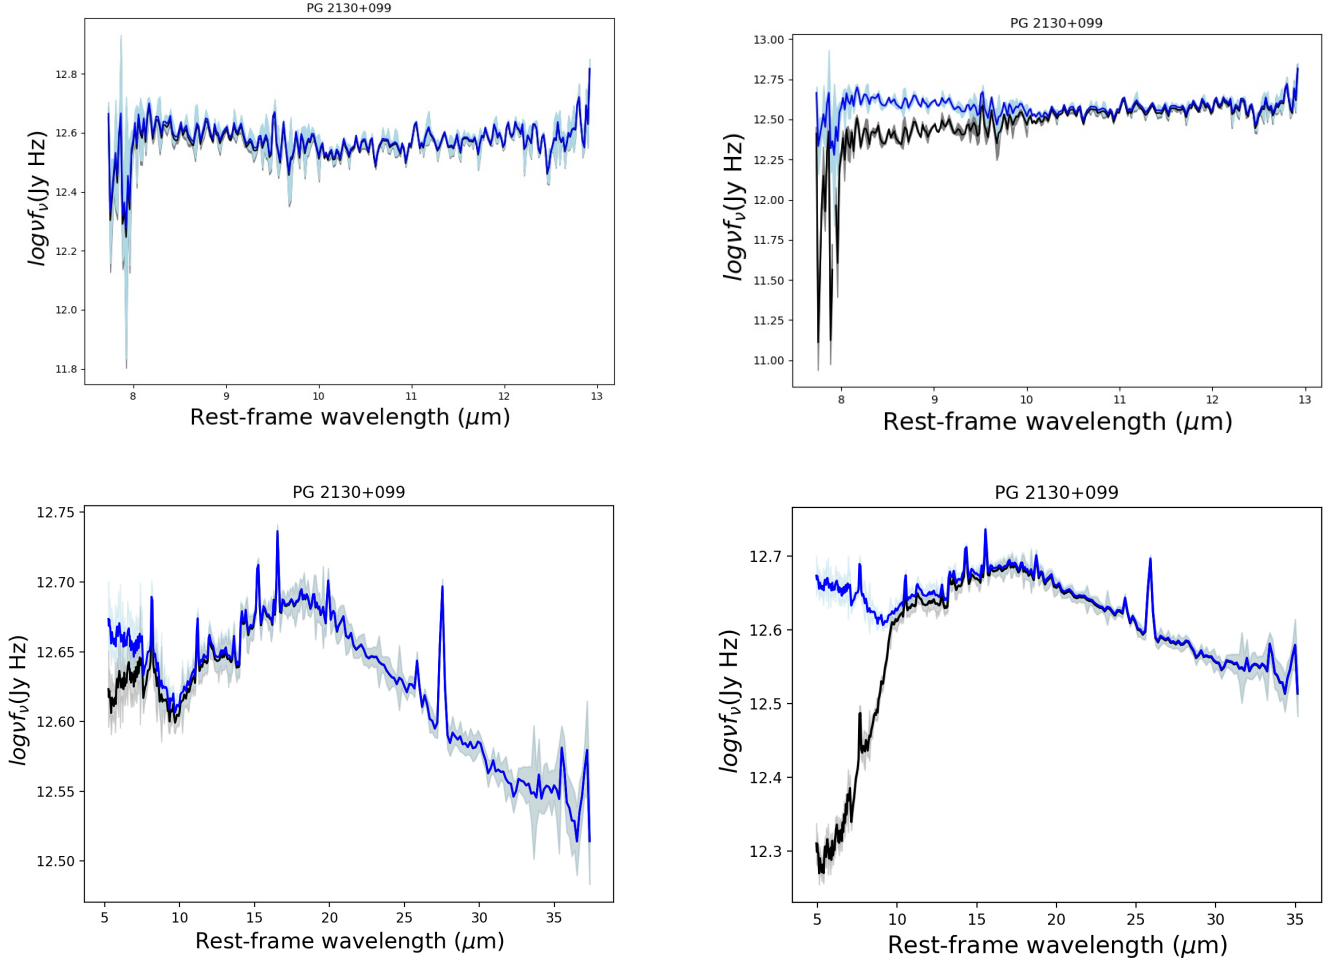 PG 2130+099
12.8
12.6
12.4
12.2
12.0
11.8
logνfν(Jy Hz)
8 9 10 11 12 13
Rest-frame wavelength (μm)
PG 2130+099
13.00
12.75
12.50
12.25
12.00
11.75
11.50
11.25
11.00
logνfν(Jy Hz)
8 9 10 11 12 13
Rest-frame wavelength (μm)
PG 2130+099
12.75
12.70
12.65
12.60
12.55
12.50
logνfν(Jy Hz)
5 10 15 20 25 30 35
Rest-frame wavelength (μm)
PG 2130+099
12.7
12.6
12.5
12.4
12.3
logνfν(Jy Hz)
5 10 15 20 25 30 35
Rest-frame wavelength (μm)